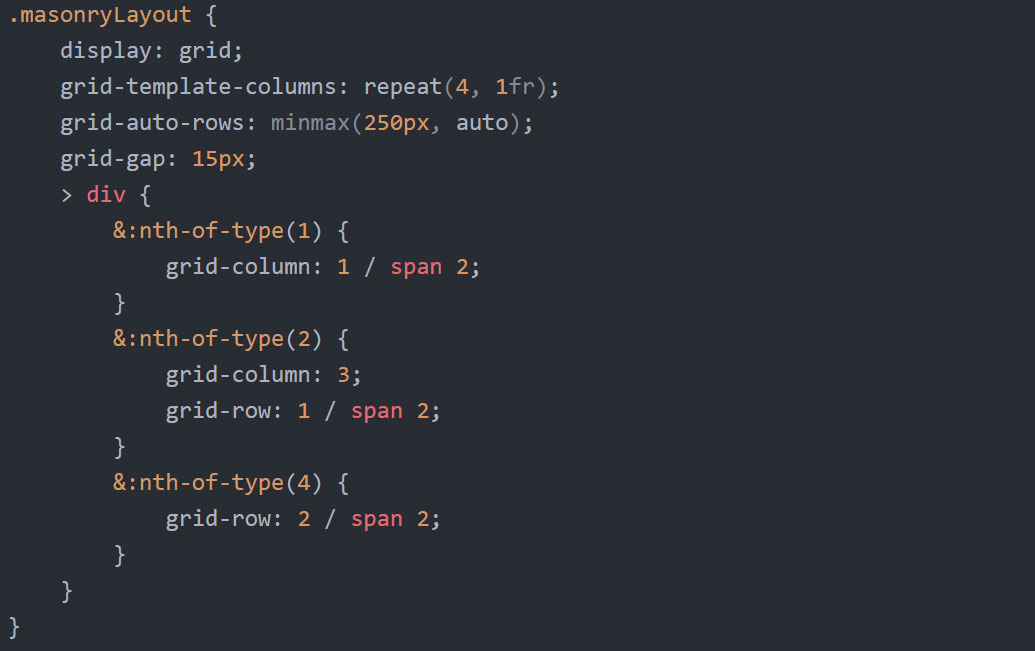 .masonryLayout {
    display: grid;
    grid-template-columns: repeat(4, 1fr);
    grid-auto-rows: minmax(250px, auto);
    grid-gap: 15px;
    > div {
        &:nth-of-type(1) {
            grid-column: 1 / span 2;
        }
        &:nth-of-type(2) {
            grid-column: 3;
            grid-row: 1 / span 2;
        }
        &:nth-of-type(4) {
            grid-row: 2 / span 2;
        }
    }
}